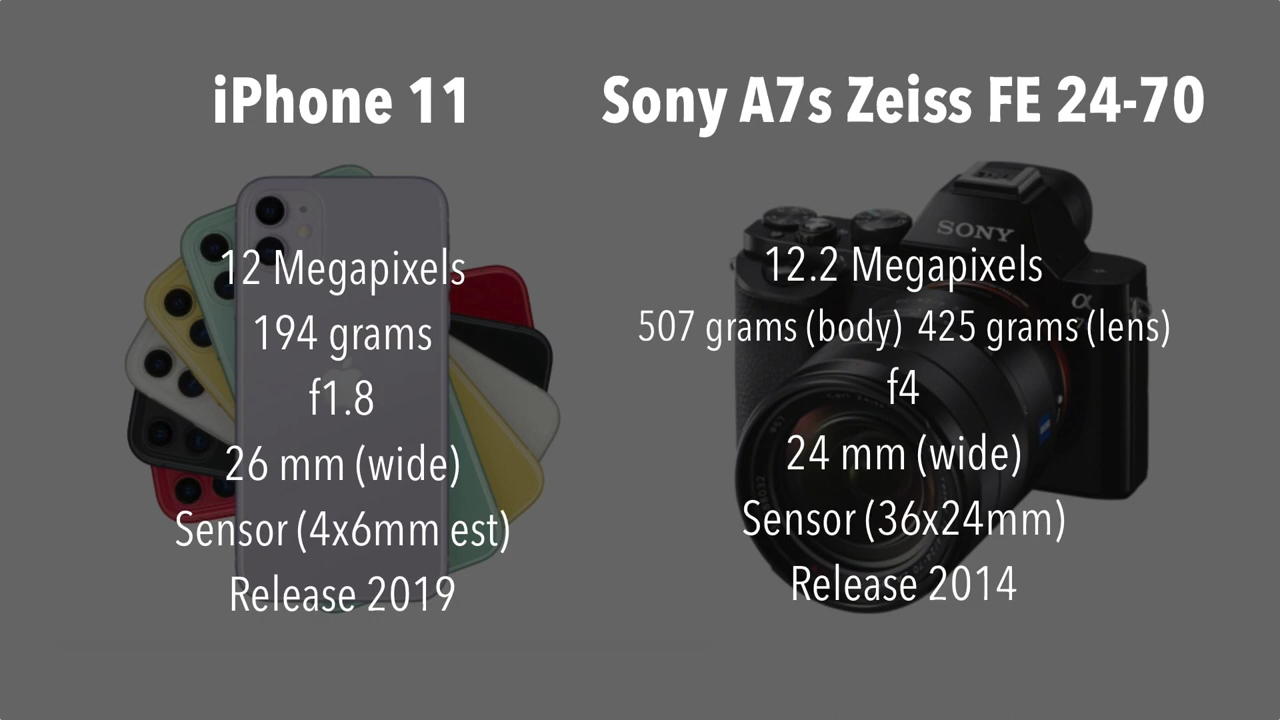 iPhone 11
12 Megapixels
194 grams
f1.8
26 mm (wide)
Sensor (4x6mm est)
Release 2019
Sony A7s Zeiss FE 24-70
SONY
α
12.2 Megapixels
507 grams (body) 425 grams (lens)
f4
24 mm (wide)
Sensor (36x24mm)
Release 2014